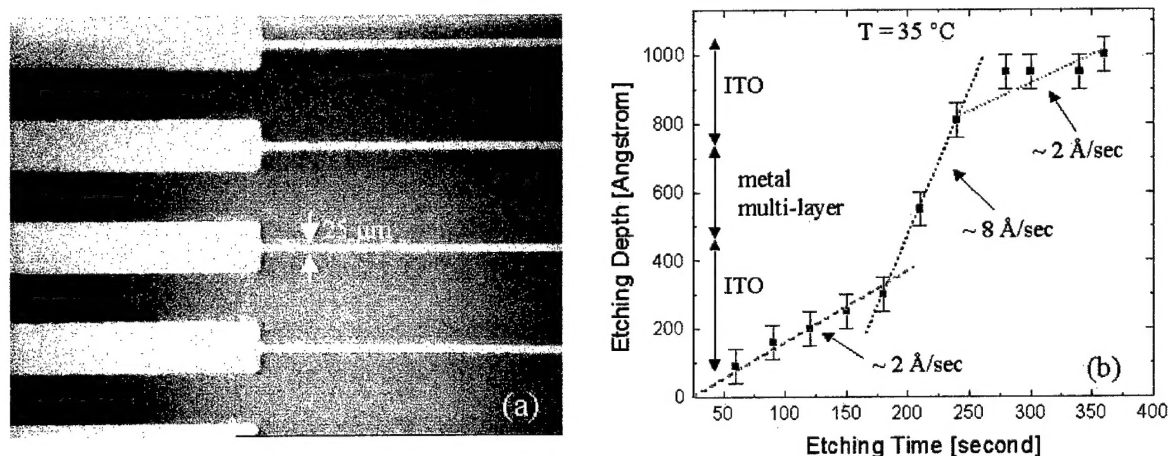 25 µm
(a)
T = 35 °C
1000
800
600
400
200
0
Etching Depth [Angstrom]
ITO
metal
multi-layer
ITO
~ 2 Å/sec
~ 8 Å/sec
~ 2 Å/sec
(b)
50 100 150 200 250 300 350 400
Etching Time [second]